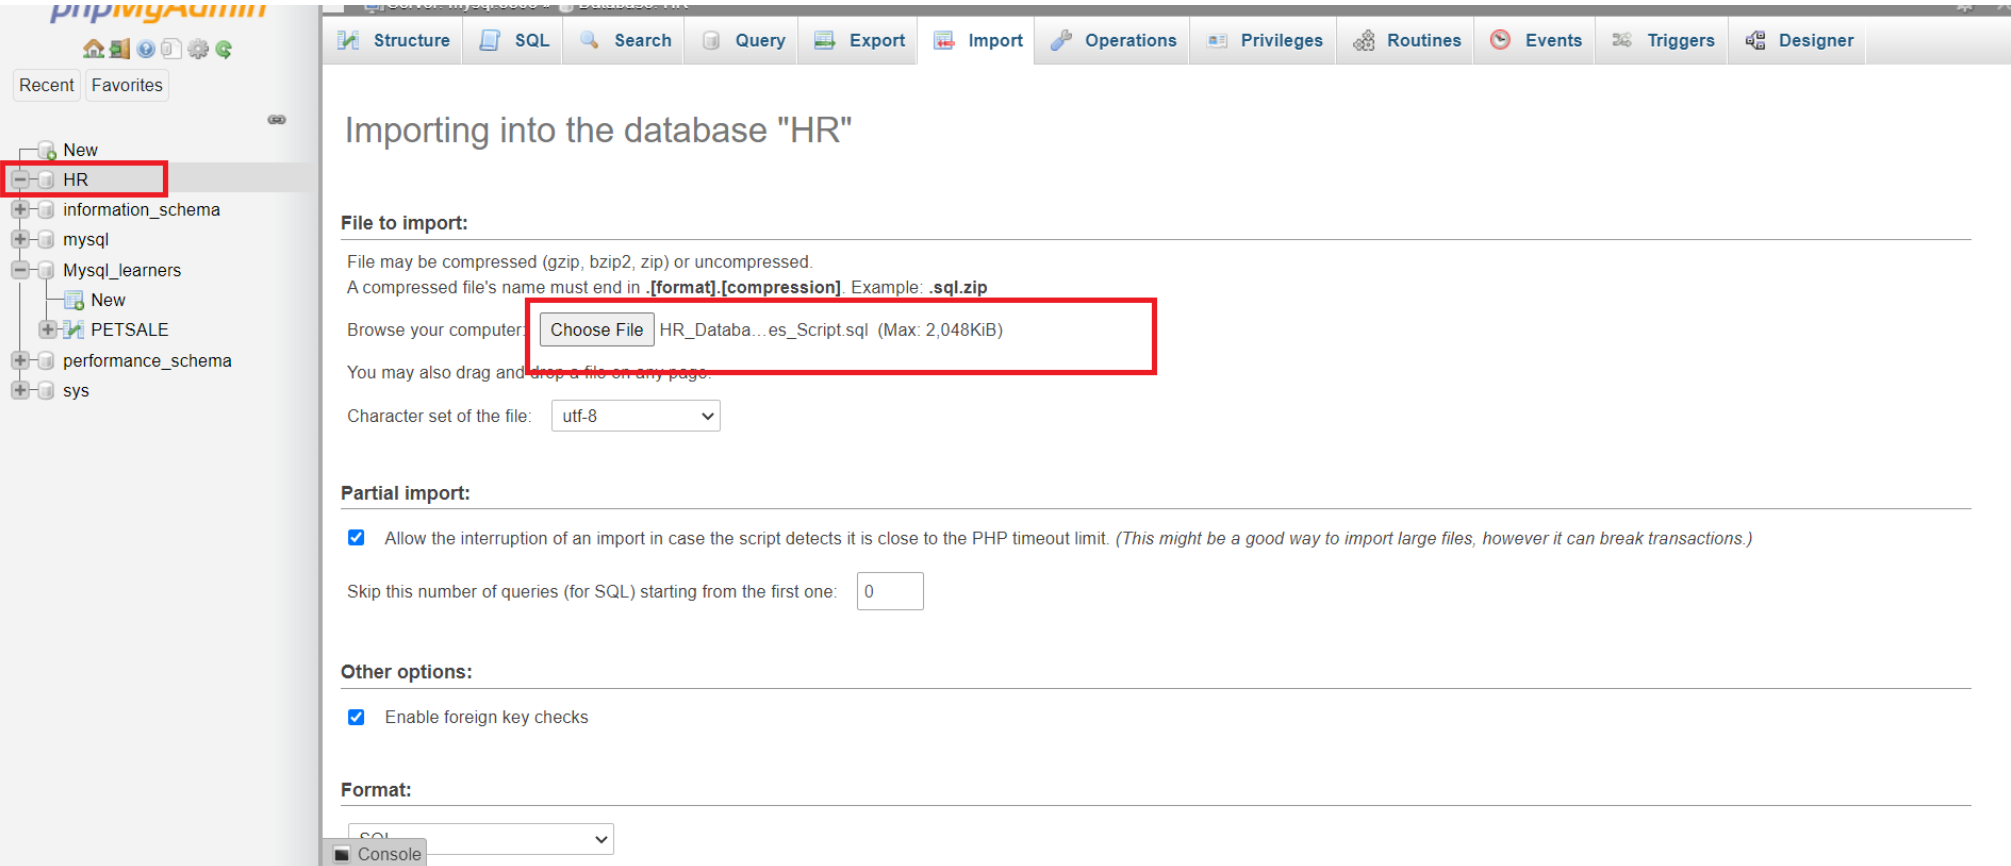 phpMyAdmin
Server: mysql:3306 » Database: HR
Structure SQL Search Query Export Import Operations Privileges Routines Events Triggers Designer
Recent Favorites
New
HR
information_schema
mysql
Mysql_learners
New
PETSALE
performance_schema
sys
Importing into the database "HR"
File to import:
File may be compressed (gzip, bzip2, zip) or uncompressed.
A compressed file's name must end in .[format].[compression]. Example: .sql.zip
Browse your computer: Choose File HR_Databa...es_Script.sql (Max: 2,048KiB)
You may also drag and drop a file on any page.
Character set of the file: utf-8
Partial import:
Allow the interruption of an import in case the script detects it is close to the PHP timeout limit. (This might be a good way to import large files, however it can break transactions.)
Skip this number of queries (for SQL) starting from the first one: 0
Other options:
Enable foreign key checks
Format:
SQL
Console